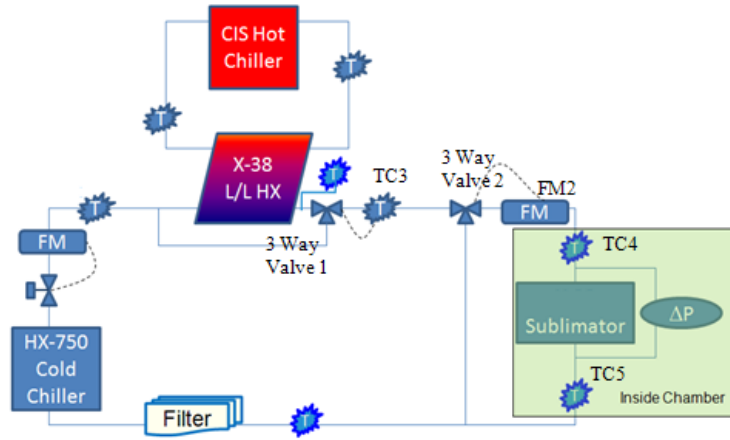 CIS Hot
Chiller
T
T
X-38
L/L HX
T
TC3
3 Way
Valve 2
FM2
T
T
FM
FM
3 Way
Valve 1
T
TC4
Sublimator
ΔP
HX-750
Cold
Chiller
T
TC5
Inside Chamber
Filter
T